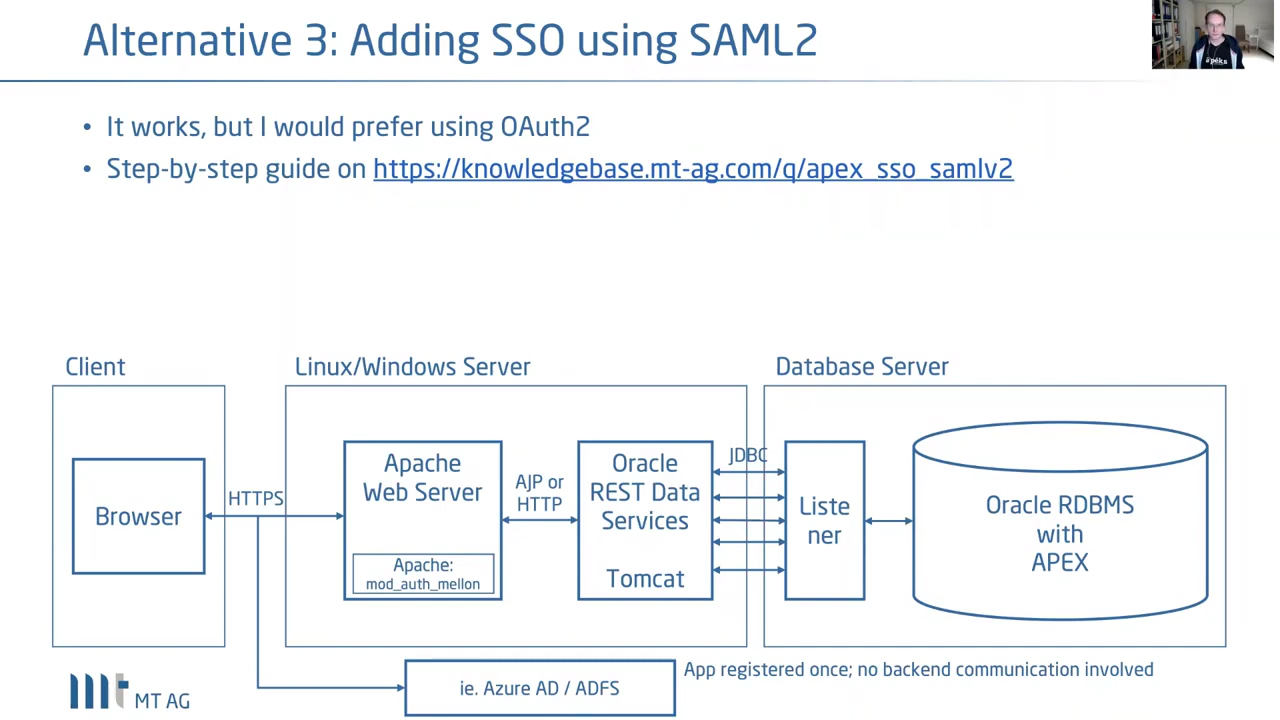 Alternative 3: Adding SSO using SAML2
• It works, but I would prefer using OAuth2
• Step-by-step guide on https://knowledgebase.mt-ag.com/q/apex_sso_samlv2
Client
Linux/Windows Server
Database Server
Browser
HTTPS
Apache
Web Server
Apache:
mod_auth_mellon
AJP or
HTTP
Oracle
REST Data
Services
Tomcat
JDBC
Liste
ner
Oracle RDBMS
with
APEX
ie. Azure AD / ADFS
App registered once; no backend communication involved
mt MT AG
apeks